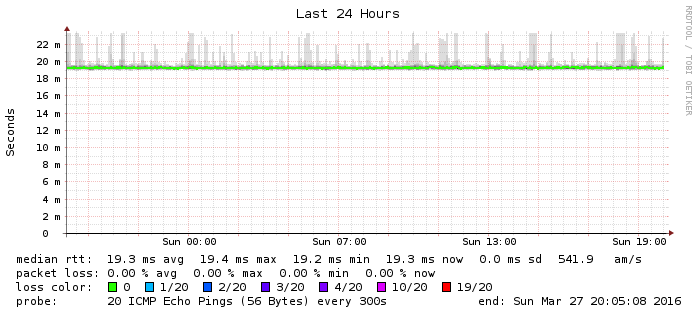 Last 24 Hours
RRDTOOL / TOBI OETIKER
Seconds
22 m
20 m
18 m
16 m
14 m
12 m
10 m
8 m
6 m
4 m
2 m
0
Sun 00:00 Sun 07:00 Sun 13:00 Sun 19:00
median rtt: 19.3 ms avg 19.4 ms max 19.2 ms min 19.3 ms now 0.0 ms sd 541.9 am/s
packet loss: 0.00 % avg 0.00 % max 0.00 % min 0.00 % now
loss color: 0 1/20 2/20 3/20 4/20 10/20 19/20
probe: 20 ICMP Echo Pings (56 Bytes) every 300s end: Sun Mar 27 20:05:08 2016